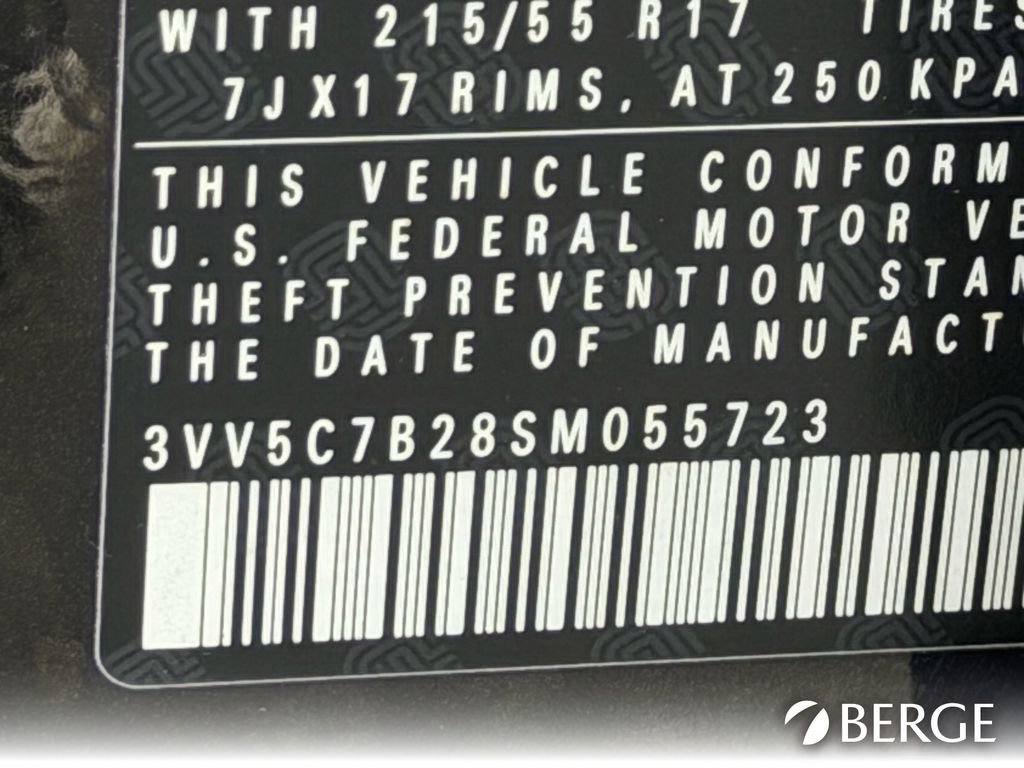 WITH 215/55 R17 TIRES
7JX17 RIMS, AT 250 KPA
THIS VEHICLE CONFORM
U.S. FEDERAL MOTOR VE
THEFT PREVENTION STAN
THE DATE OF MANUFACT
3VV5C7B28SM055723
BERGE